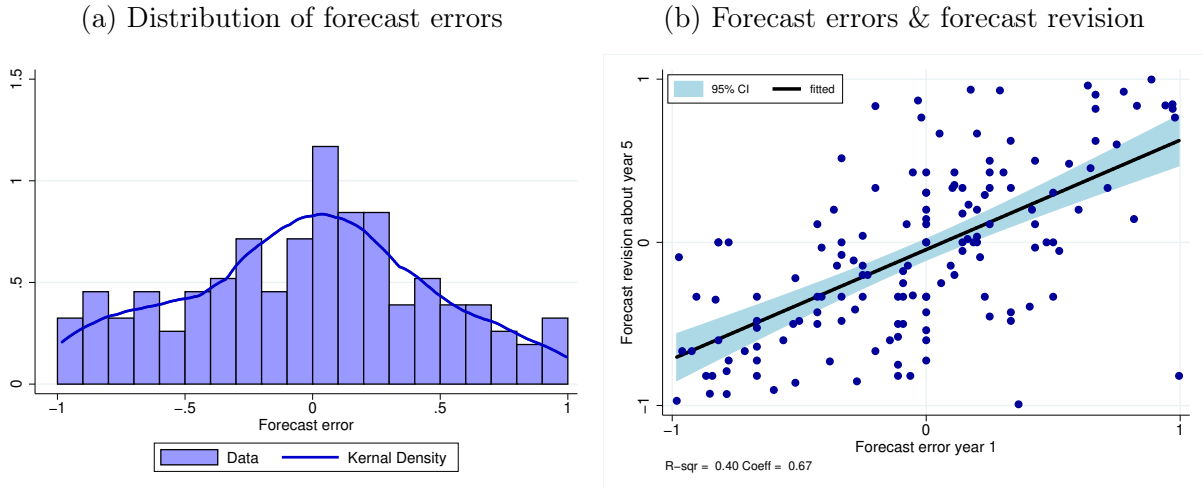 (a) Distribution of forecast errors
1.5
1
.5
0
−1
−.5
0
.5
1
Forecast error
Data
Kernal Density
(b) Forecast errors & forecast revision
95% CI
fitted
Forecast revision about year 5
1
0
−1
−1
0
1
Forecast error year 1
R−sqr = 0.40 Coeff = 0.67